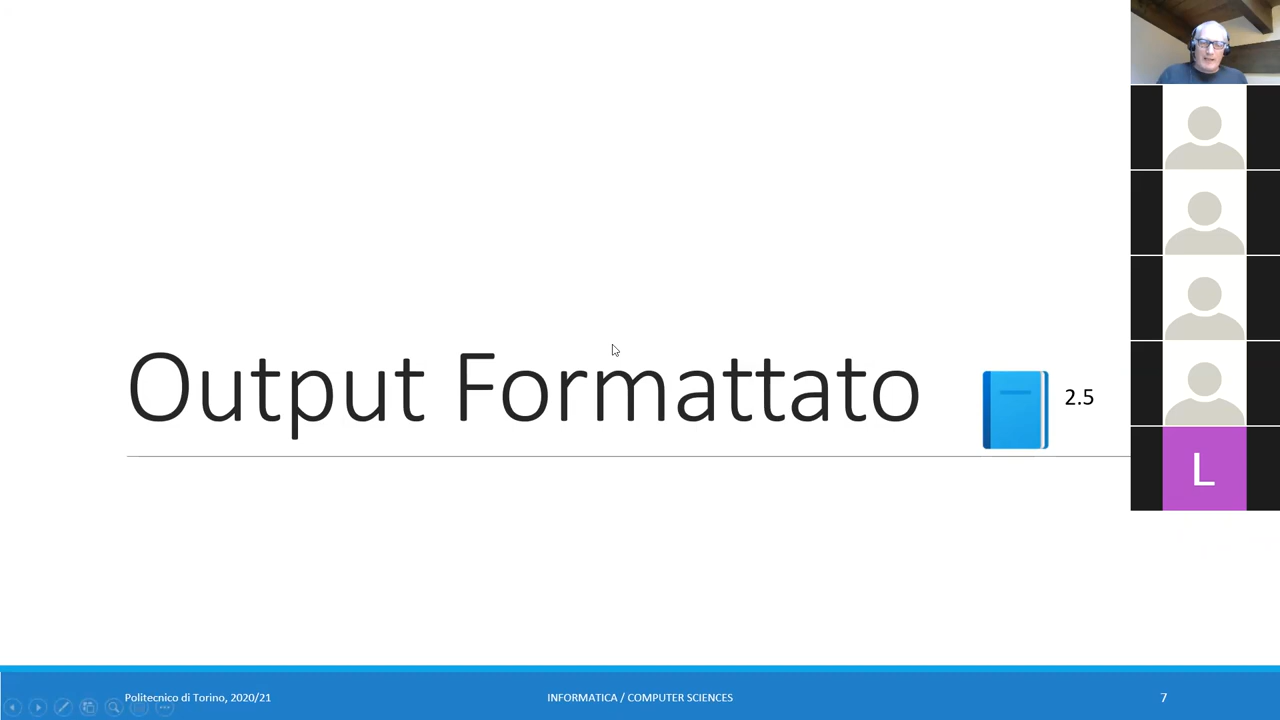 Output Formattato
2.5
L
Politecnico di Torino, 2020/21
INFORMATICA / COMPUTER SCIENCES
7